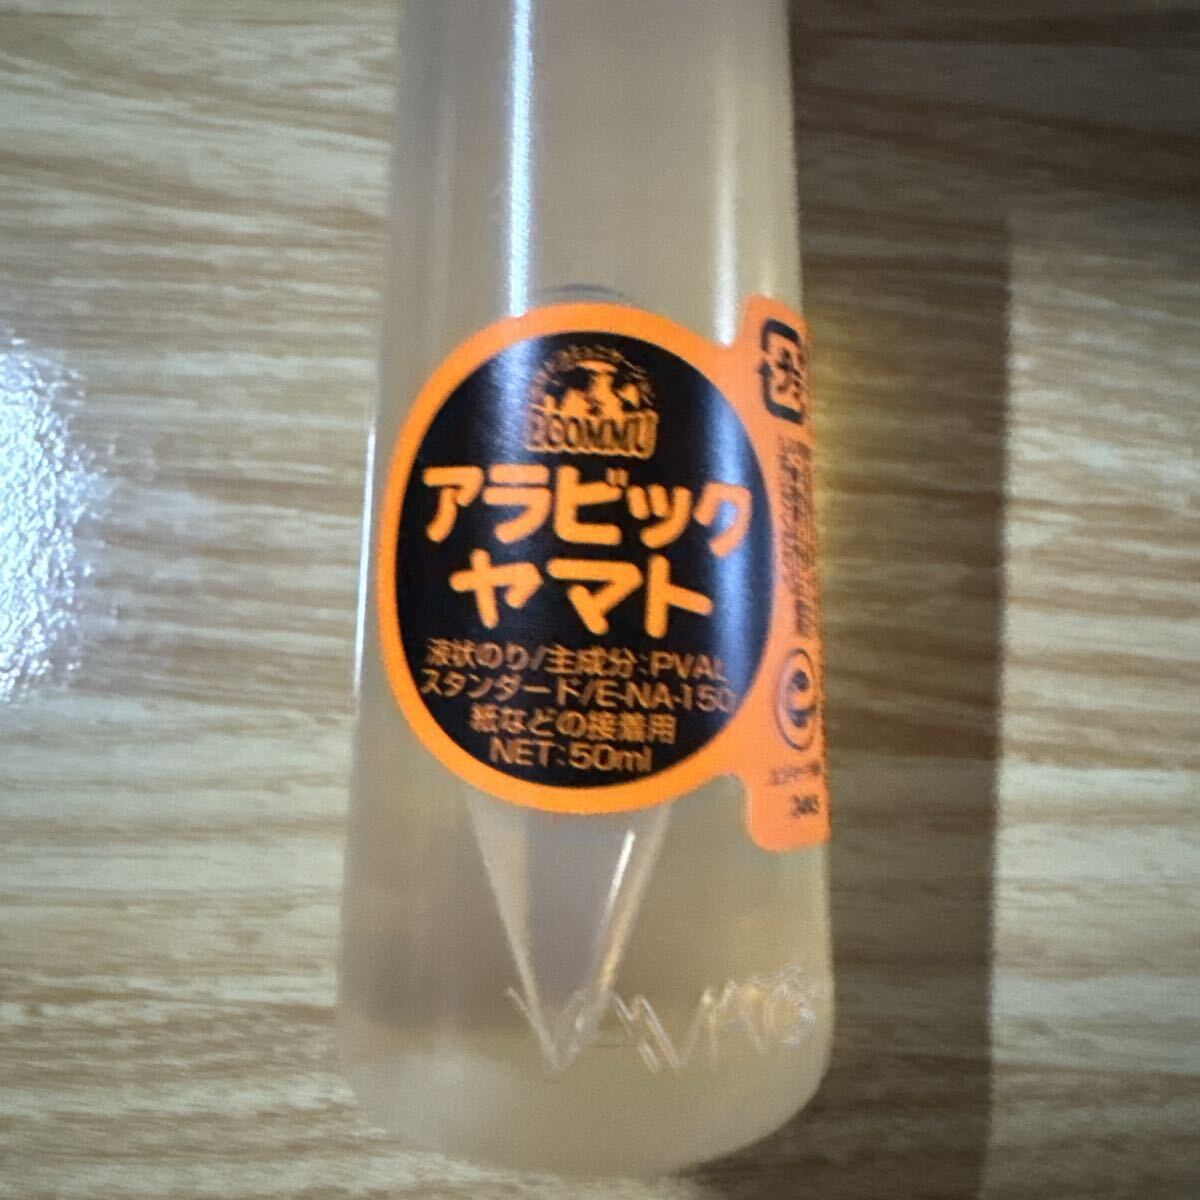 EGOMMU
アラビック
ヤマト
液状のり/主成分:PVAL
スタンダード/E-NA-150
紙などの接着用
NET:50ml